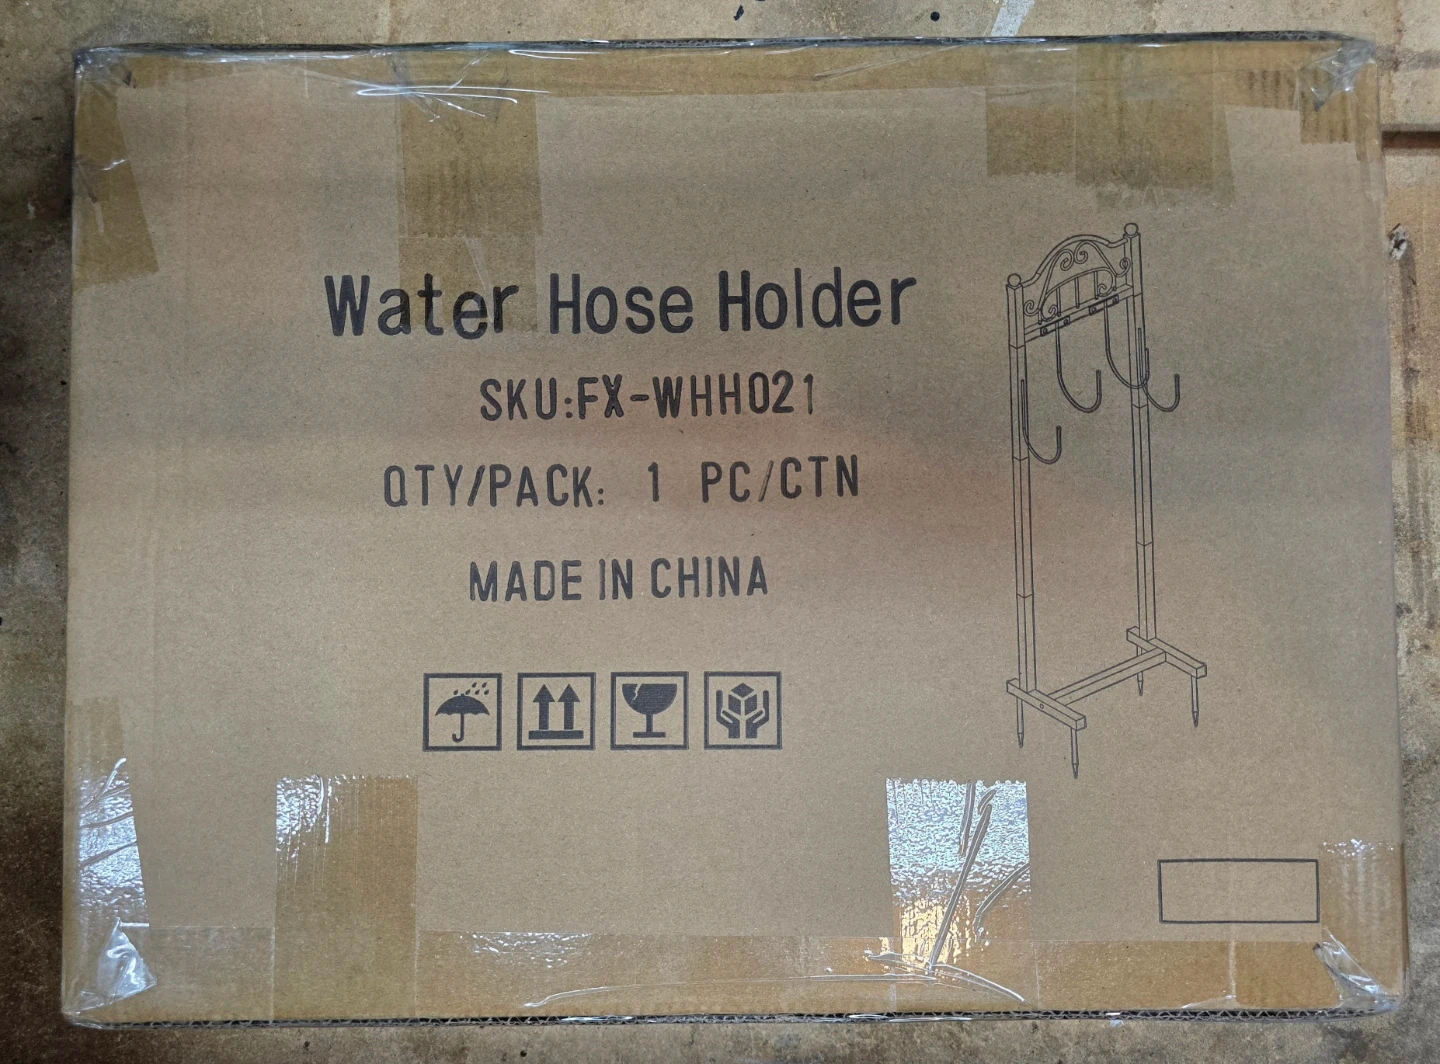 Water Hose Holder
SKU:FX-WHH021
QTY/PACK: 1 PC/CTN
MADE IN CHINA